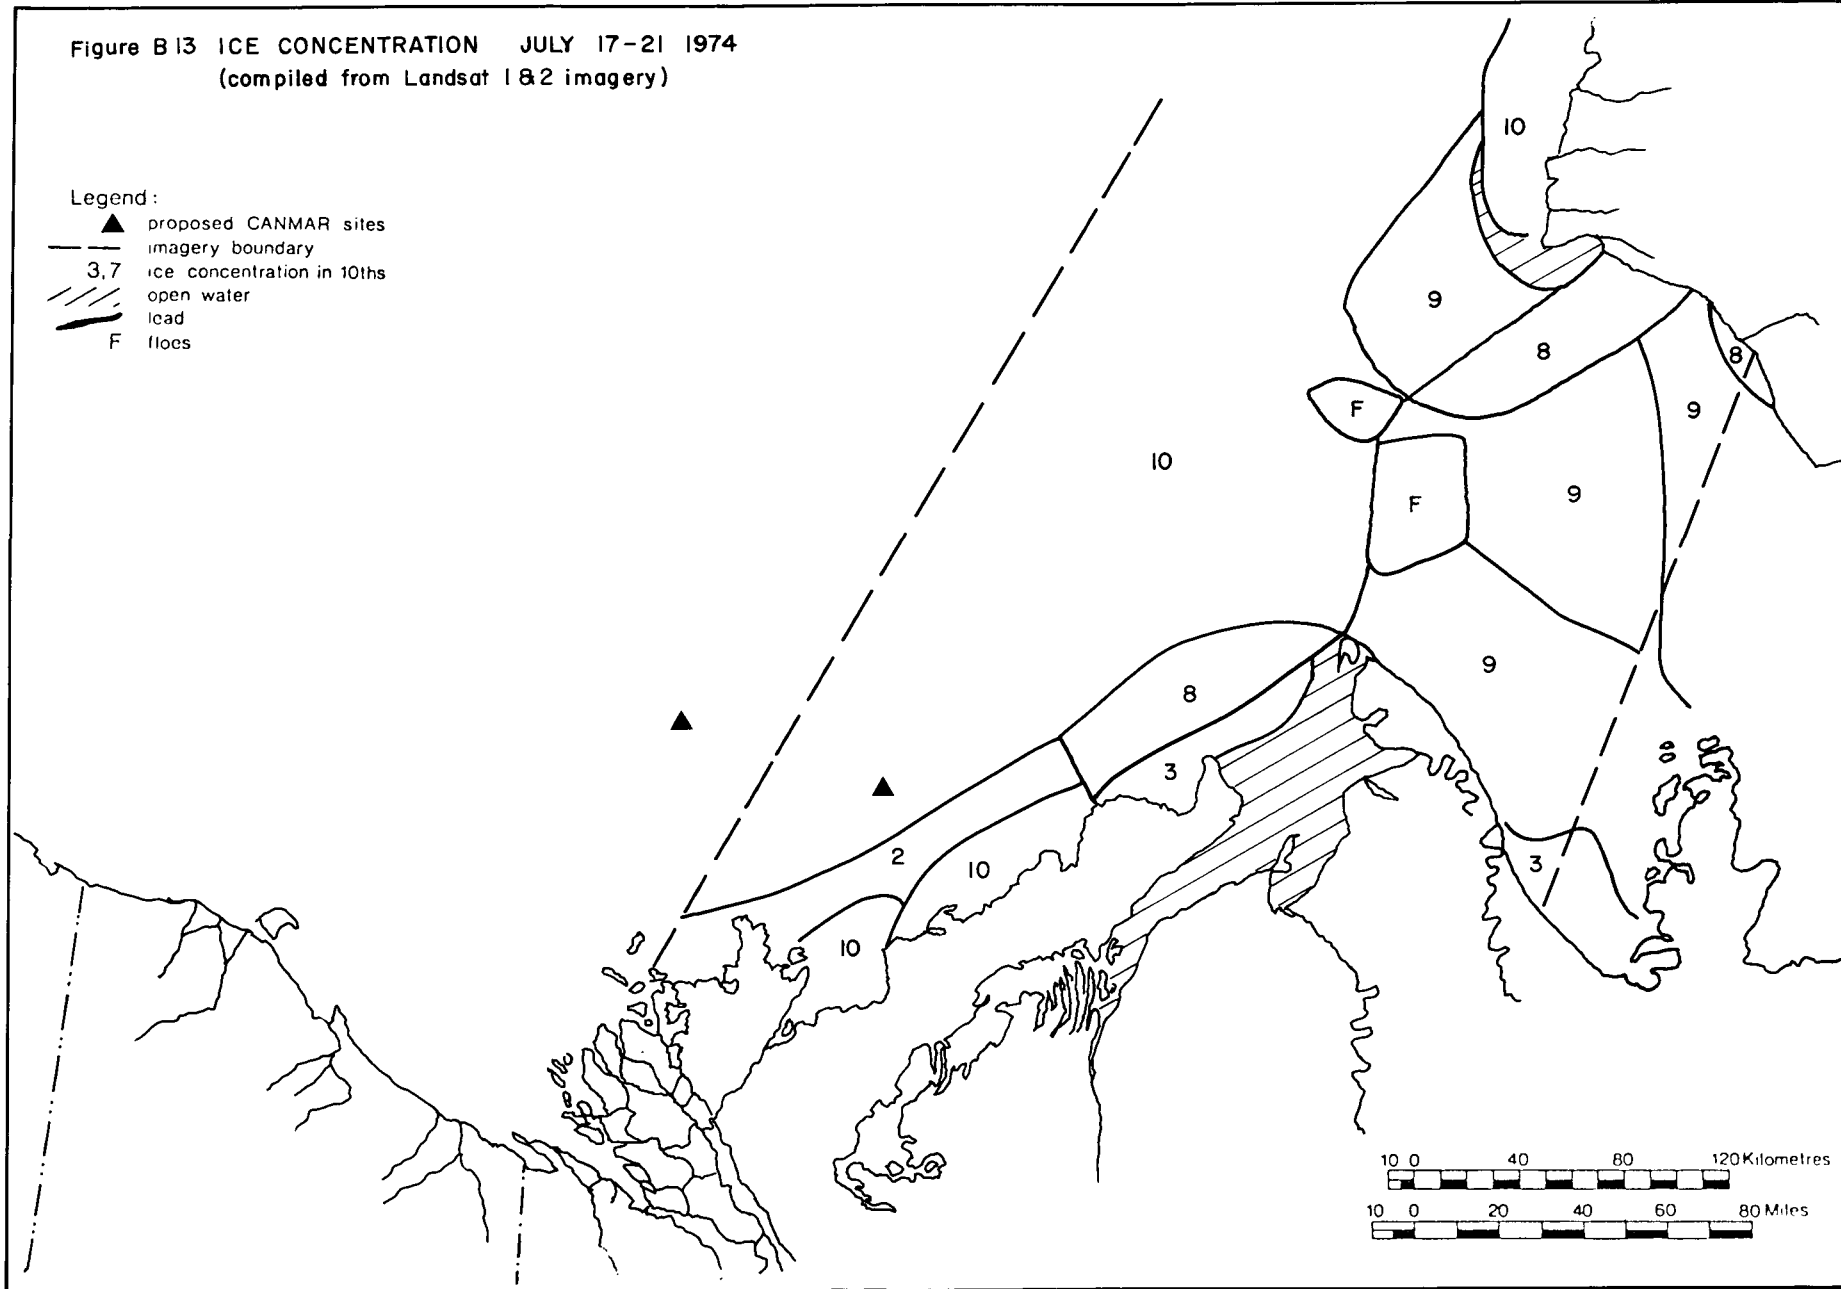 Figure B13 ICE CONCENTRATION JULY 17-21 1974
(compiled from Landsat 1 & 2 imagery)
Legend:
proposed CANMAR sites
imagery boundary
3,7 ice concentration in 10ths
open water
lead
F floes
10
9
8
8
F
9
10
F
9
9
8
3
2
10
3
10
10 0 40 80 120 Kilometres
10 0 20 40 60 80 Miles